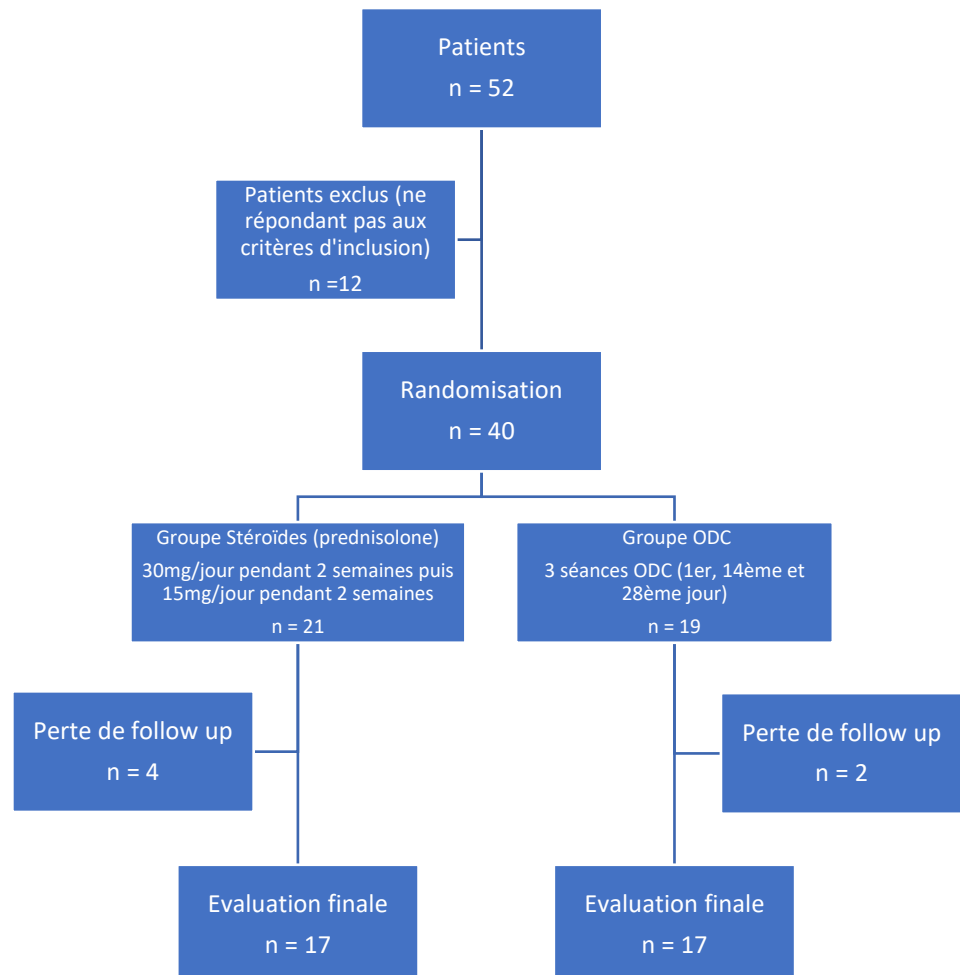 Patients
n = 52
Patients exclus (ne
répondant pas aux
critères d'inclusion)
n =12
Randomisation
n = 40
Groupe Stéroïdes (prednisolone)
30mg/jour pendant 2 semaines puis
15mg/jour pendant 2 semaines
n = 21
Groupe ODC
3 séances ODC (1er, 14ème et
28ème jour)
n = 19
Perte de follow up
n = 4
Perte de follow up
n = 2
Evaluation finale
n = 17
Evaluation finale
n = 17